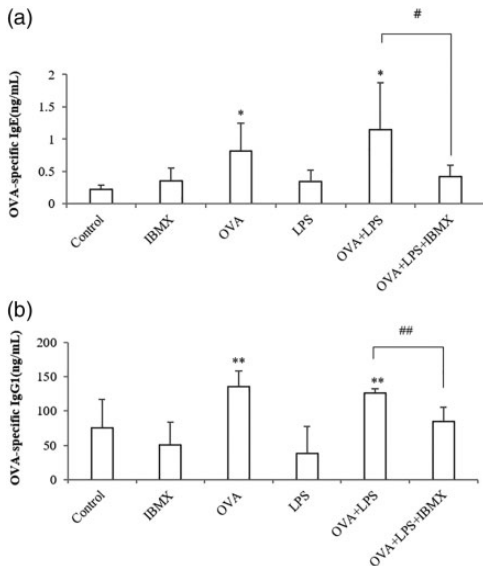 (a)
#
OVA-specific IgE(ng/mL)
2
1.5
1
0.5
0
*
*
Control
IBMX
OVA
LPS
OVA+LPS
OVA+LPS+IBMX
(b)
##
OVA-specific IgG1(ng/mL)
200
150
100
50
0
**
**
Control
IBMX
OVA
LPS
OVA+LPS
OVA+LPS+IBMX